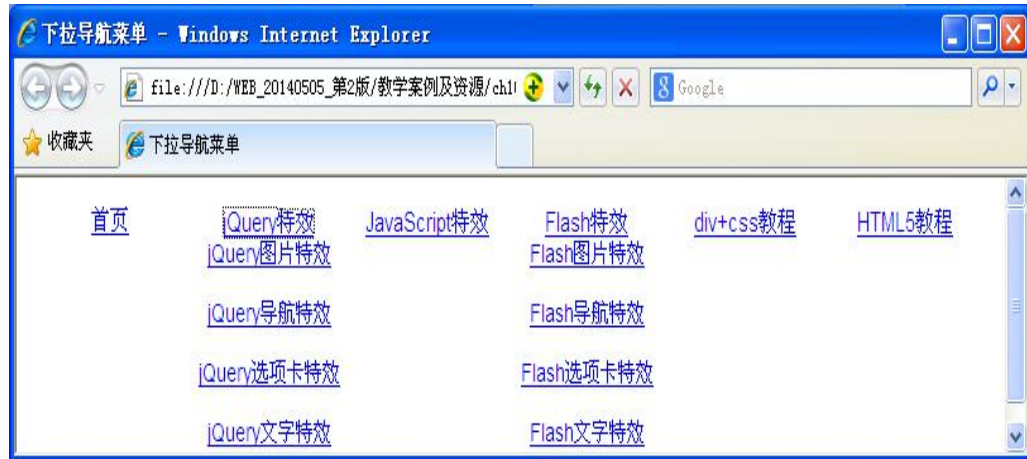 下拉导航菜单 - Windows Internet Explorer
file:///D:/WEB_20140505_第2版/教学案例及资源/ch1
Google
收藏夹
下拉导航菜单
首页 jQuery特效 JavaScript特效 Flash特效 div+css教程 HTML5教程
jQuery图片特效 Flash图片特效
jQuery导航特效 Flash导航特效
jQuery选项卡特效 Flash选项卡特效
jQuery文字特效 Flash文字特效